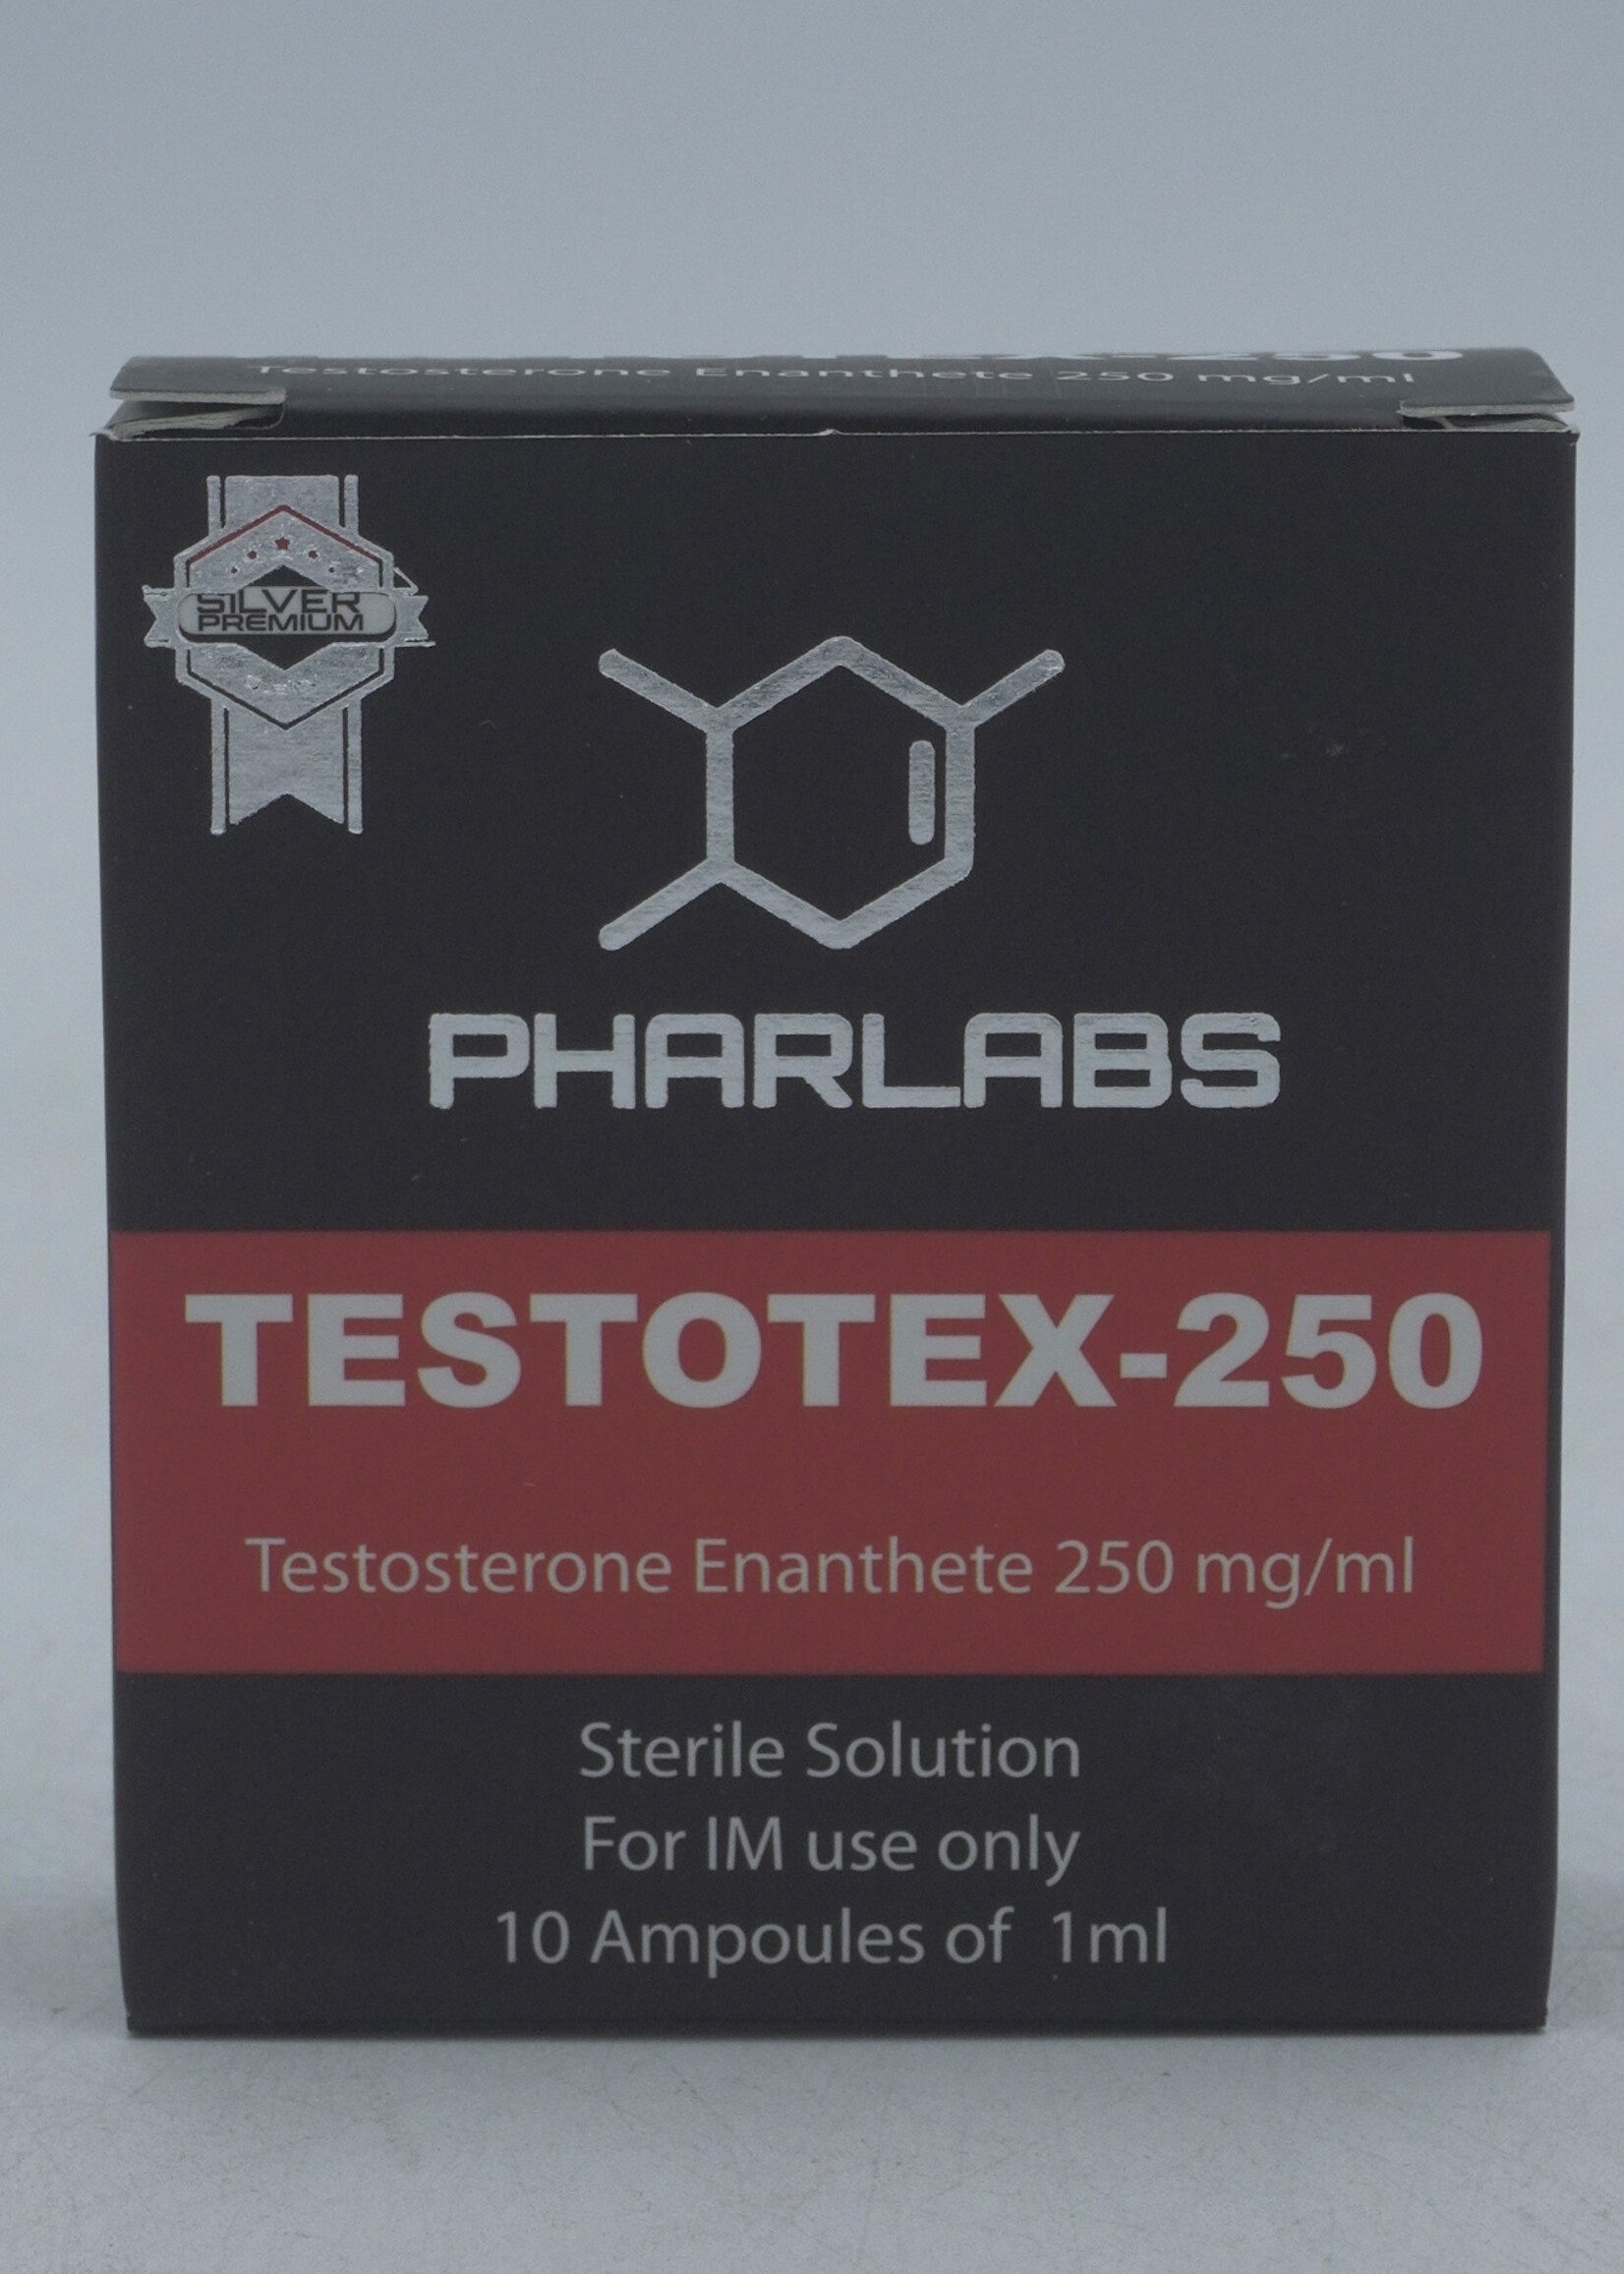 Testosterone Enanthete 250 mg/ml
SILVER
PREMIUM
PHARLABS
TESTOTEX-250
Testosterone Enanthete 250 mg/ml
Sterile Solution
For IM use only
10 Ampoules of 1ml